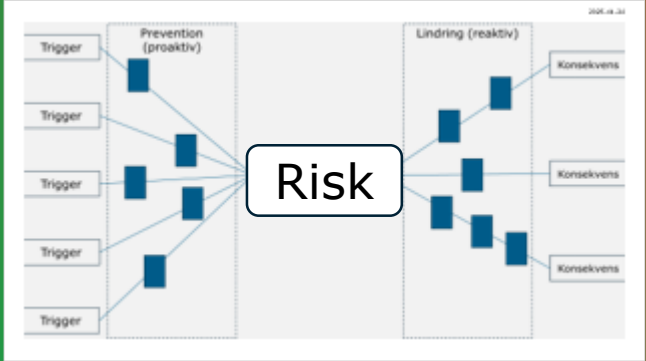 Prevention
(proaktiv)
Lindring (reaktiv)
Trigger
Trigger
Trigger
Trigger
Trigger
Risk
Konsekvens
Konsekvens
Konsekvens